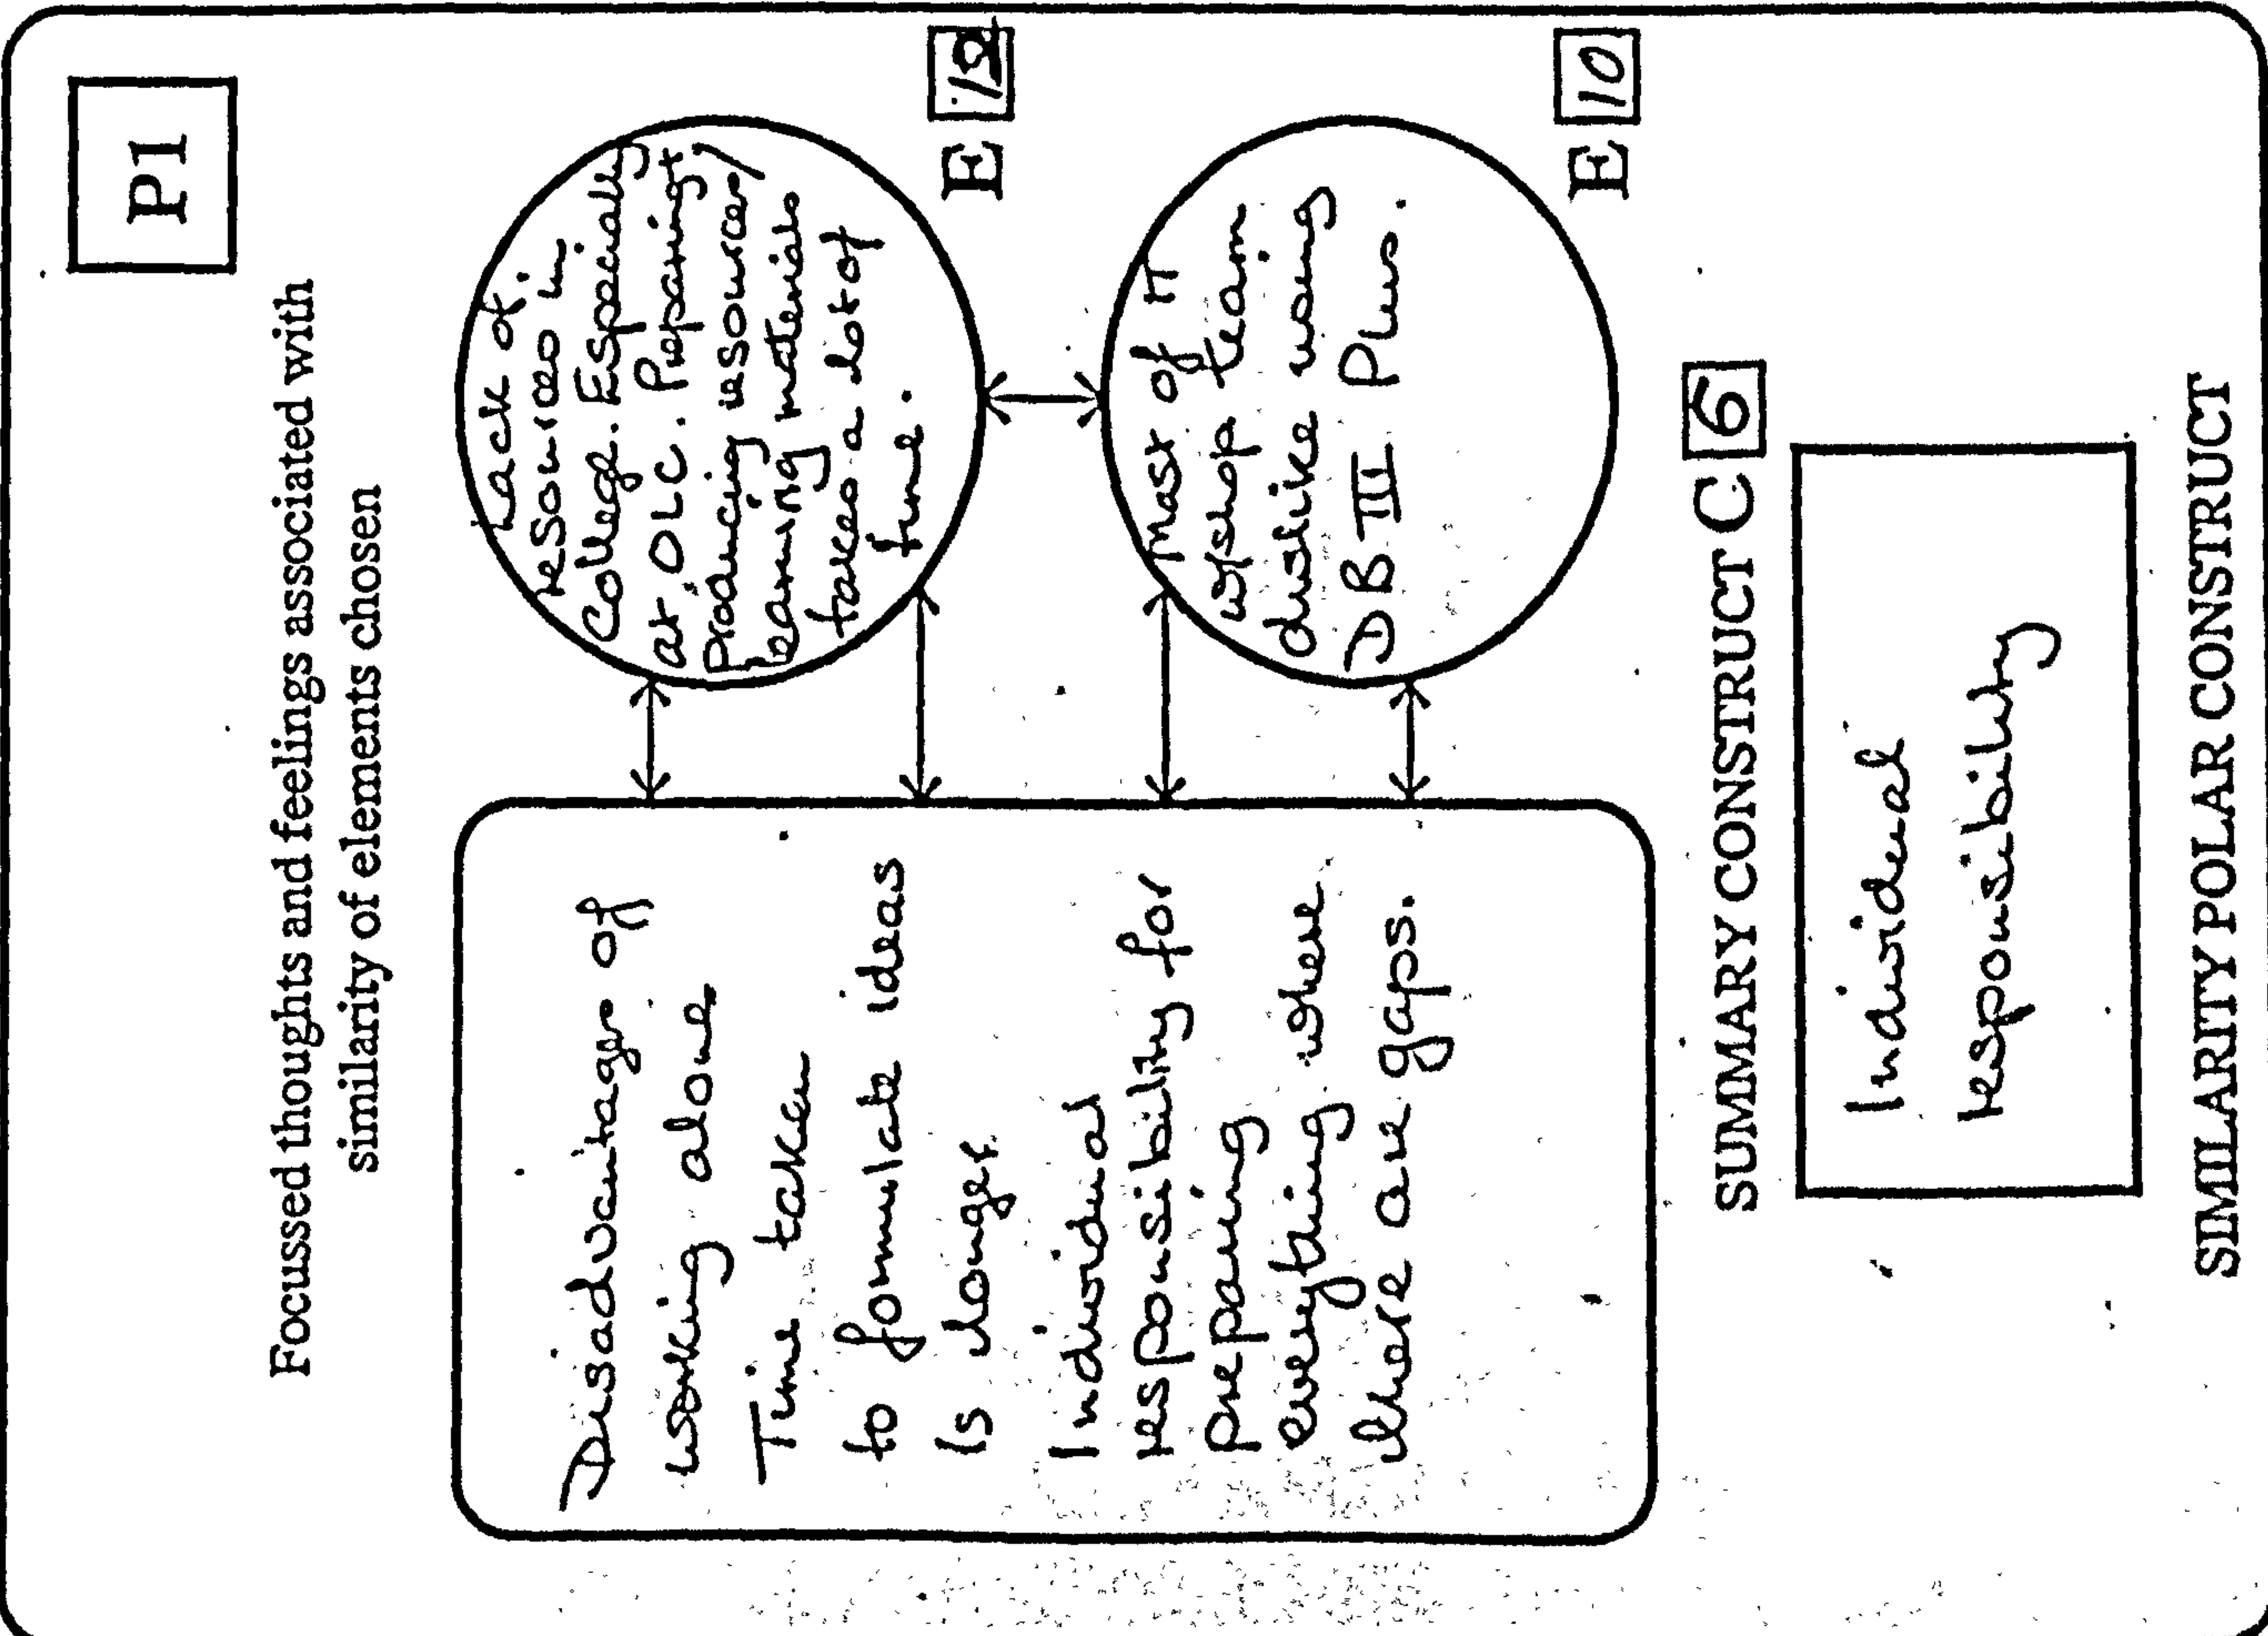 P1
Focussed thoughts and feelings associated with
similarity of elements chosen
Disadvantages of
working alone
Time taken
to formulate ideas
is longer.
Individual
responsibility for
preparing
everything where
there are gaps.
Lack of
resources in
College. Especially
at OLC. Preparing/
Producing resources/
learning materials
takes a lot of
time.
E
Most of IT
w/shop team
dislike using
DB III Plus.
E 10
SUMMARY CONSTRUCT C 6
Individual
responsibility
SIMILARITY POLAR CONSTRUCT